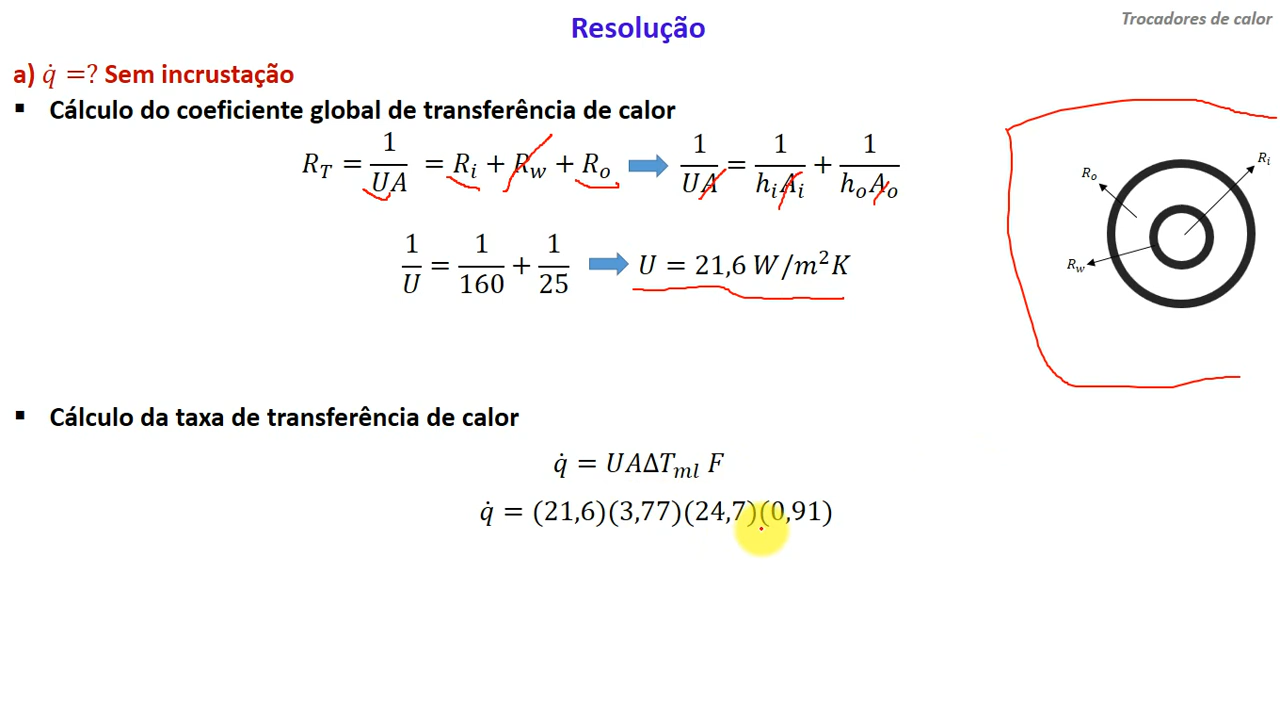 Trocadores de calor
Resolução
a) q̇ =? Sem incrustação
▪ Cálculo do coeficiente global de transferência de calor
R_T = 1/(UA) = R_i + R_w + R_o ➡ 1/(UA) = 1/(h_i A_i) + 1/(h_o A_o)
1/U = 1/160 + 1/25 ➡ U = 21,6 W/m²K
R_i
R_o
R_w
▪ Cálculo da taxa de transferência de calor
q̇ = UAΔT_ml F
q̇ = (21,6)(3,77)(24,7)(0,91)